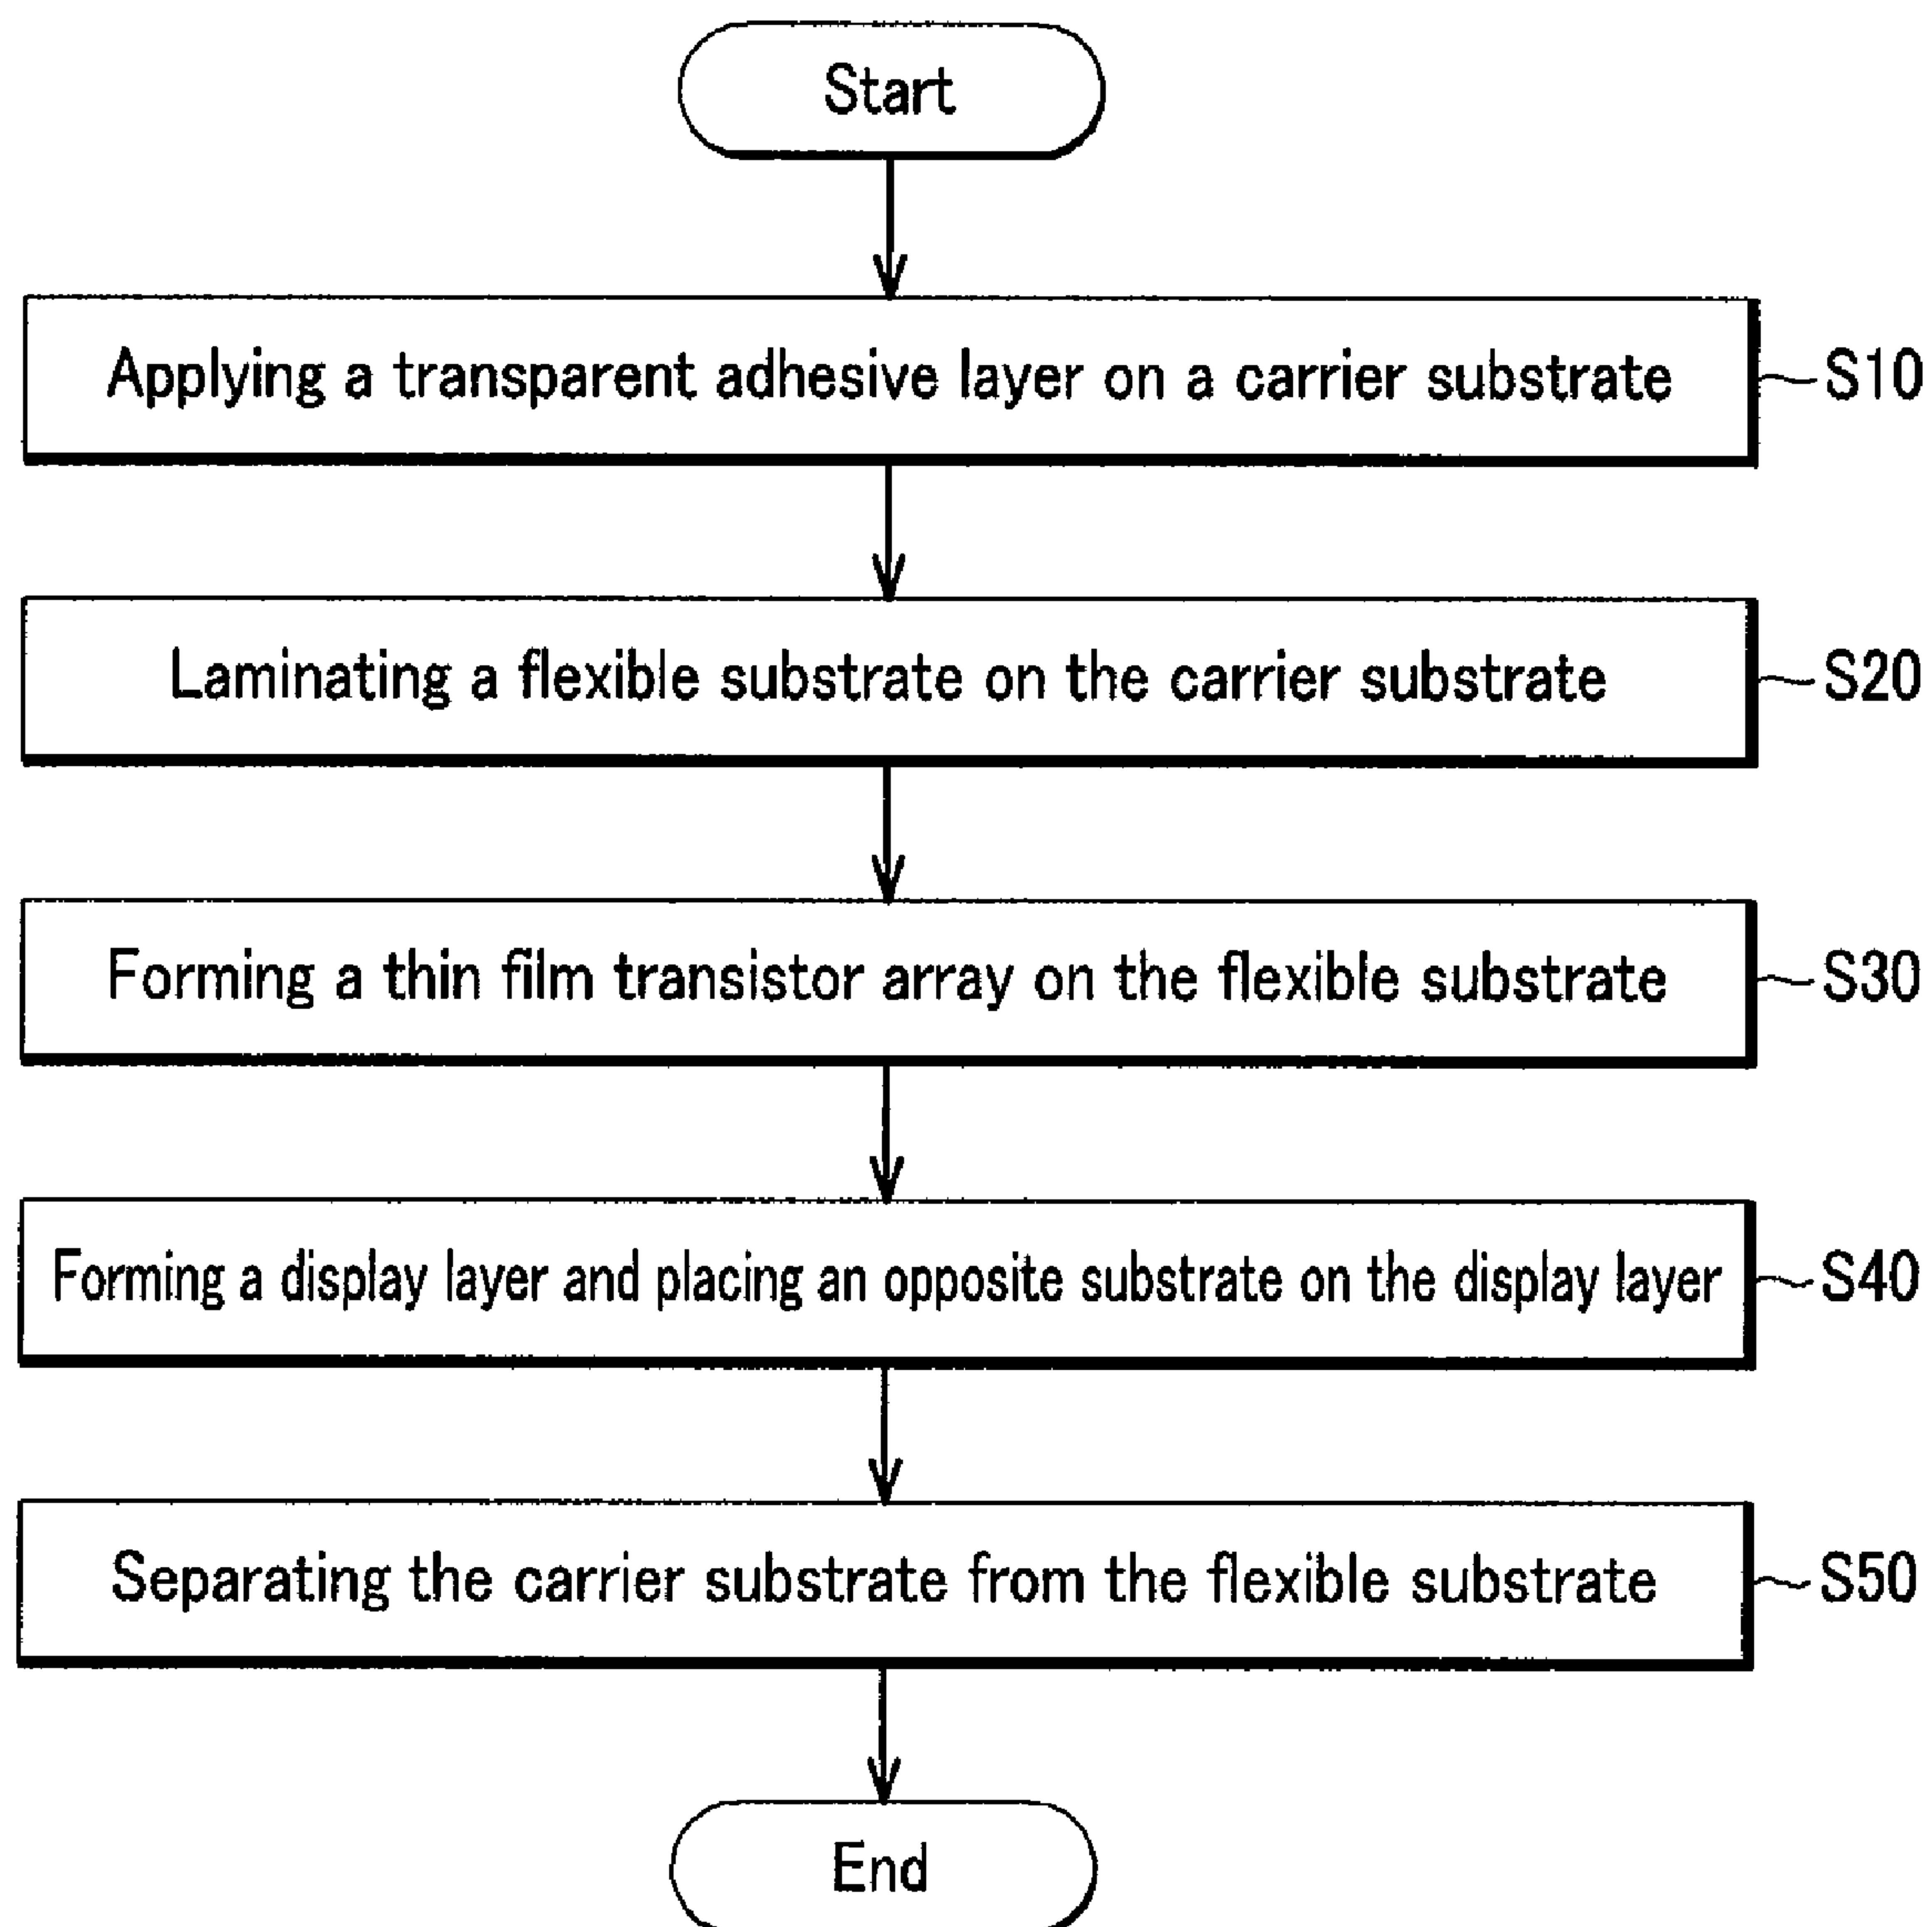 Start
Applying a transparent adhesive layer on a carrier substrate
S10
Laminating a flexible substrate on the carrier substrate
S20
Forming a thin film transistor array on the flexible substrate
S30
Forming a display layer and placing an opposite substrate on the display layer
S40
Separating the carrier substrate from the flexible substrate
S50
End